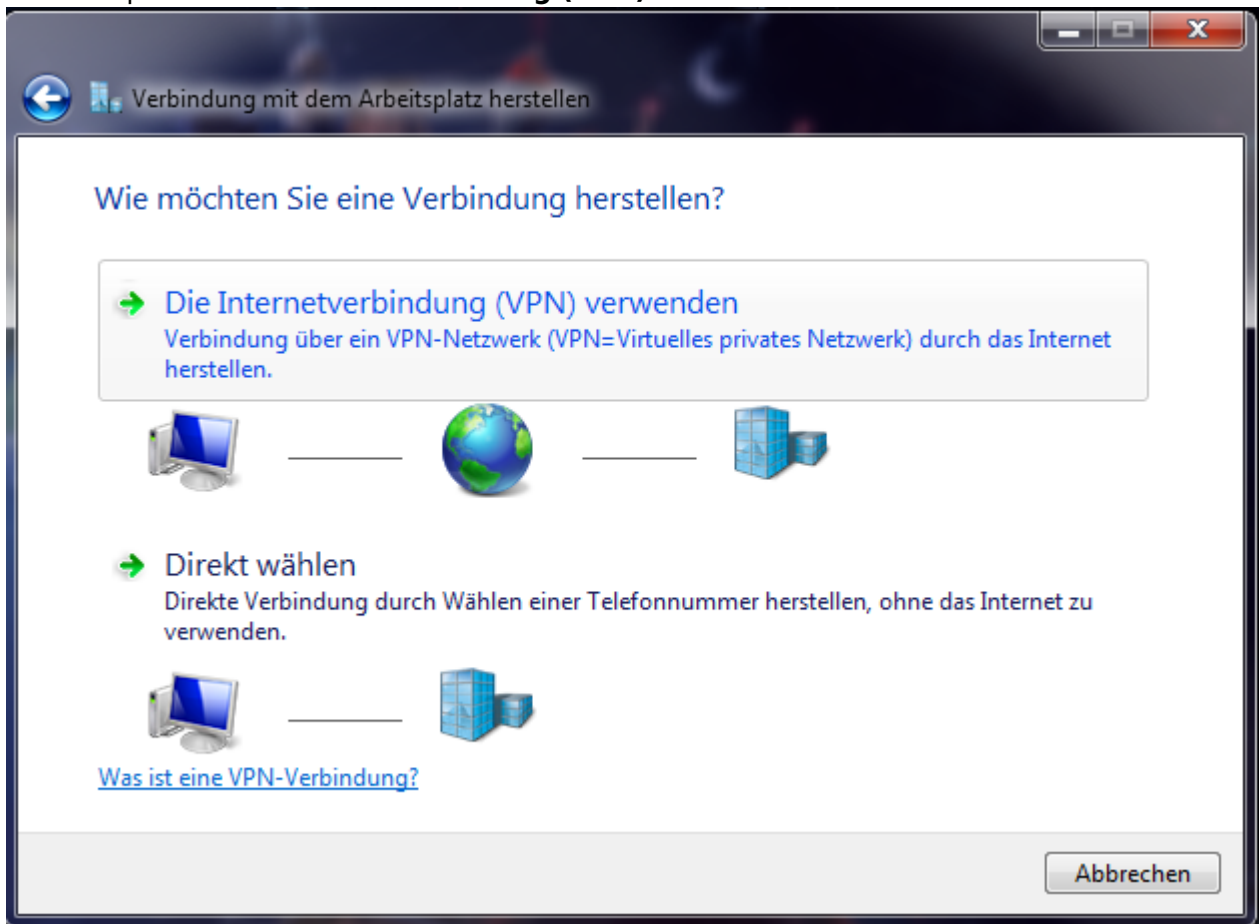 Verbindung mit dem Arbeitsplatz herstellen
Wie möchten Sie eine Verbindung herstellen?
Die Internetverbindung (VPN) verwenden
Verbindung über ein VPN-Netzwerk (VPN=Virtuelles privates Netzwerk) durch das Internet
herstellen.
Direkt wählen
Direkte Verbindung durch Wählen einer Telefonnummer herstellen, ohne das Internet zu
verwenden.
Was ist eine VPN-Verbindung?
Abbrechen